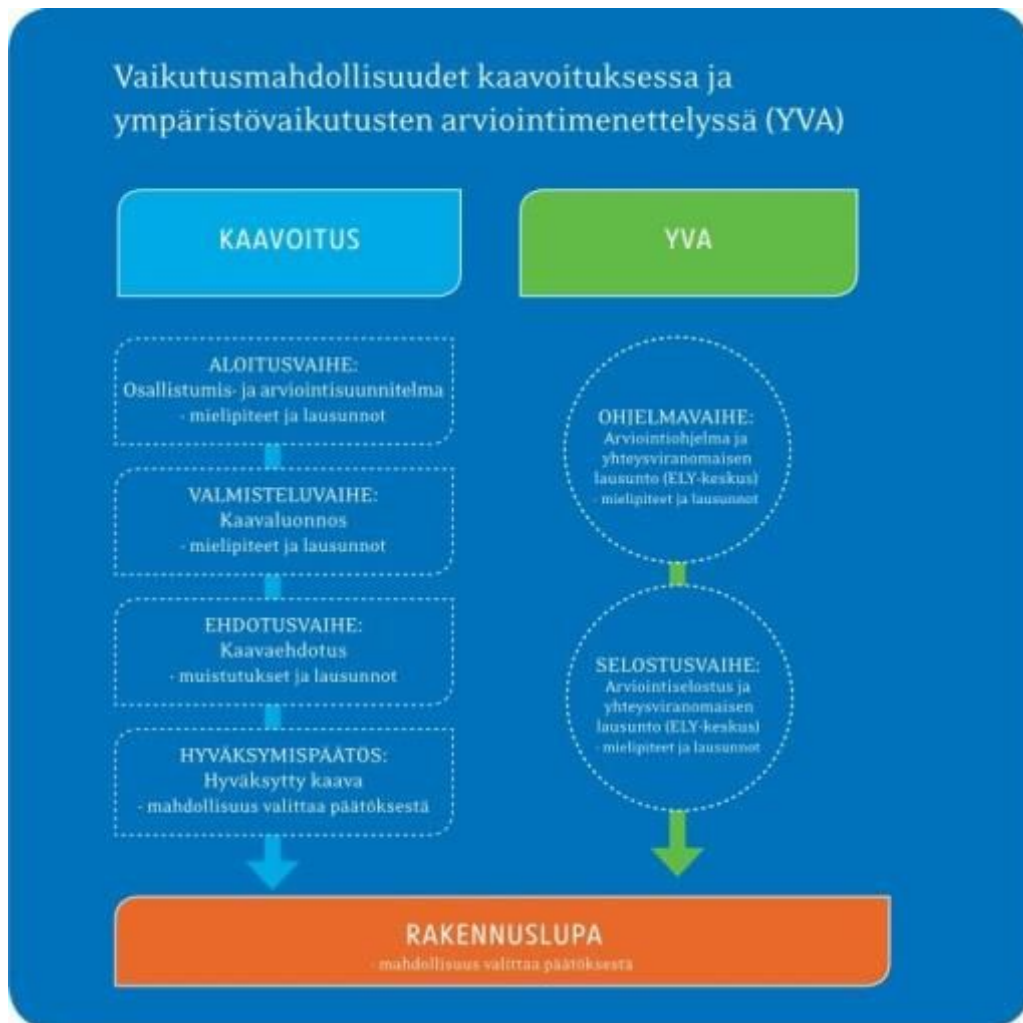 Vaikutusmahdollisuudet kaavoituksessa ja
ympäristövaikutusten arviointimenettelyssä (YVA)
KAAVOITUS
ALOITUSVAIHE:
Osallistumis- ja arviointisuunnitelma
- mielipiteet ja lausunnot
VALMISTELUVAIHE:
Kaavaluonnos
- mielipiteet ja lausunnot
EHDOTUSVAIHE:
Kaavaehdotus
- muistutukset ja lausunnot
HYVÄKSYMISPÄÄTÖS:
Hyväksytty kaava
- mahdollisuus valittaa päätöksestä
YVA
OHJELMAVAIHE:
Arviointiohjelma ja
yhteysviranomaisen
lausunto (ELY-keskus)
- mielipiteet ja lausunnot
SELOSTUSVAIHE:
Arviointiselostus ja
yhteysviranomaisen
lausunto (ELY-keskus)
- mielipiteet ja lausunnot
RAKENNUSLUPA
- mahdollisuus valittaa päätöksestä